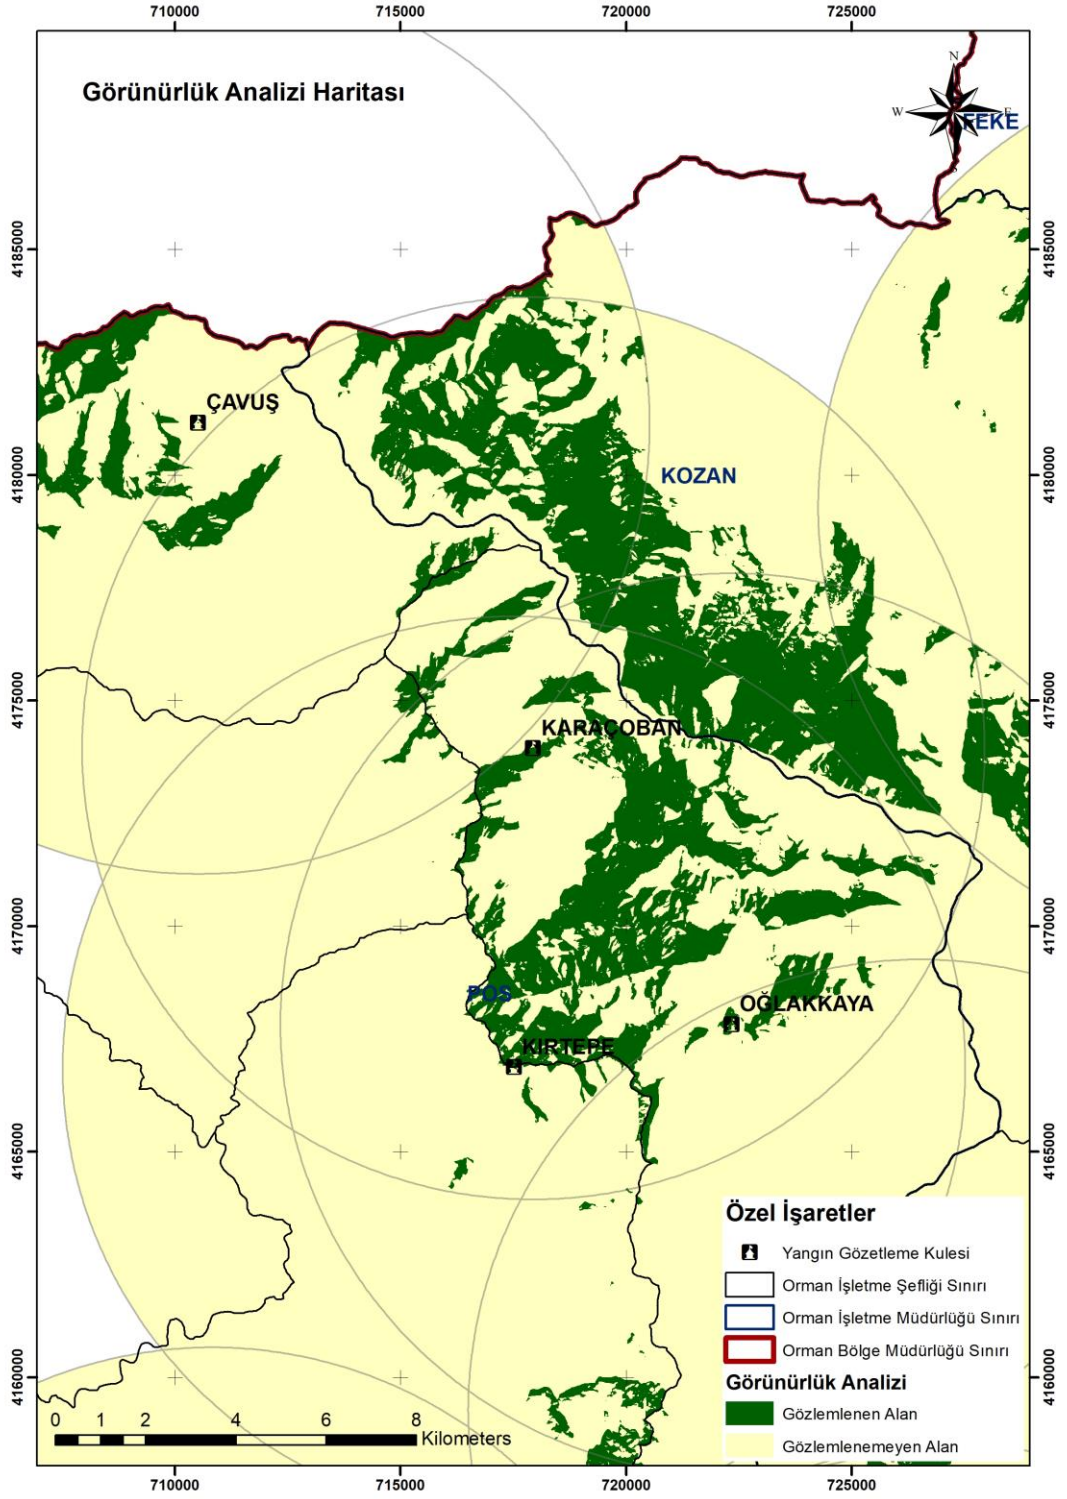 710000 715000 720000 725000
Görünürlük Analizi Haritası
N
W E
S
FEKE
4185000 4185000
ÇAVUŞ
KOZAN
4180000 4180000
4175000 4175000
KARAÇOBAN
4170000 4170000
POS
OĞLAKKAYA
KIRTEPE
4165000 4165000
Özel İşaretler
Yangın Gözetleme Kulesi
Orman İşletme Şefliği Sınırı
Orman İşletme Müdürlüğü Sınırı
Orman Bölge Müdürlüğü Sınırı
4160000 4160000
Görünürlük Analizi
Gözlemlenen Alan
Gözlemlenemeyen Alan
0 1 2 4 6 8
Kilometers
710000 715000 720000 725000